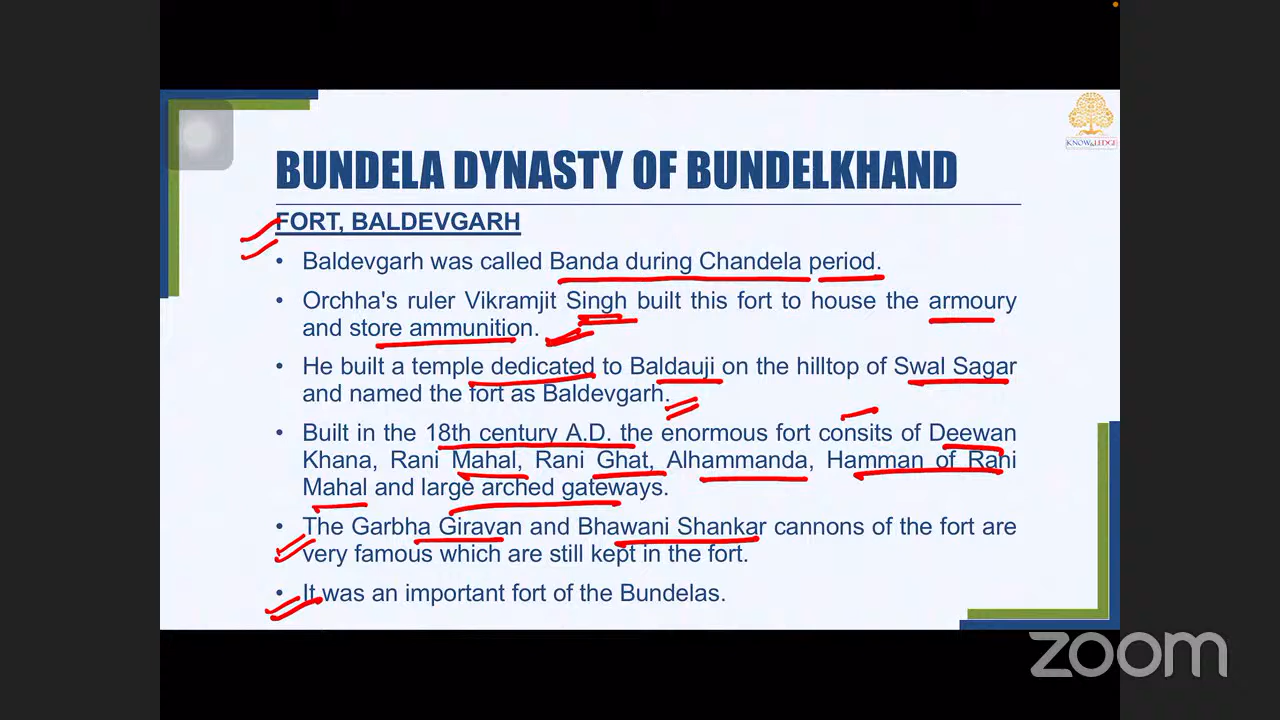 KNOWLEDGE
BUNDELA DYNASTY OF BUNDELKHAND
FORT, BALDEVGARH
• Baldevgarh was called Banda during Chandela period.
• Orchha's ruler Vikramjit Singh built this fort to house the armoury
and store ammunition.
• He built a temple dedicated to Baldauji on the hilltop of Swal Sagar
and named the fort as Baldevgarh.
• Built in the 18th century A.D. the enormous fort consits of Deewan
Khana, Rani Mahal, Rani Ghat, Alhammanda, Hamman of Rani
Mahal and large arched gateways.
• The Garbha Giravan and Bhawani Shankar cannons of the fort are
very famous which are still kept in the fort.
• It was an important fort of the Bundelas.
zoom